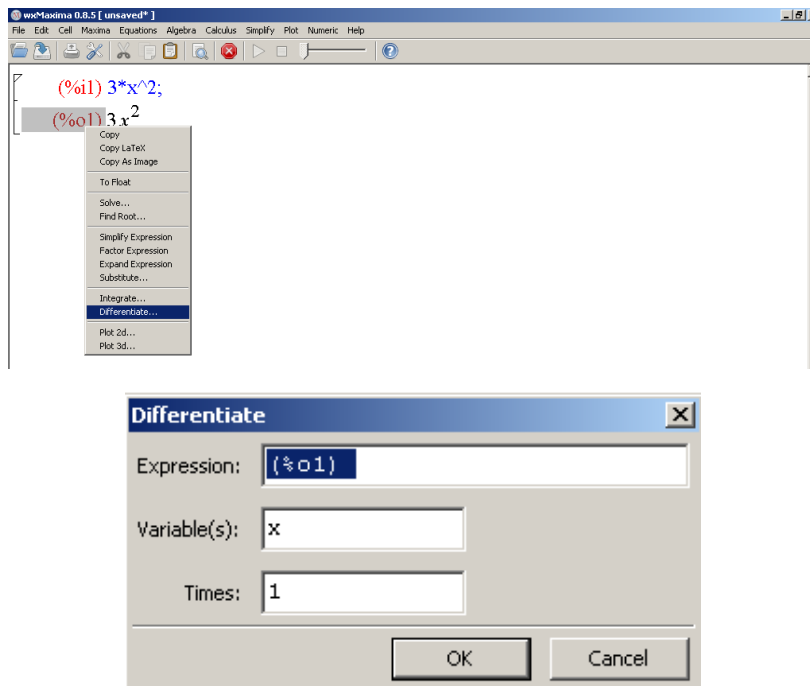 wxMaxima 0.8.5 [ unsaved* ]
File Edit Cell Maxima Equations Algebra Calculus Simplify Plot Numeric Help
(%i1) 3*x^2;
(%o1) 3 x²
Copy
Copy LaTeX
Copy As Image
To Float
Solve...
Find Root...
Simplify Expression
Factor Expression
Expand Expression
Substitute...
Integrate...
Differentiate...
Plot 2d...
Plot 3d...
Differentiate
Expression: (%o1)
Variable(s): x
Times: 1
OK Cancel